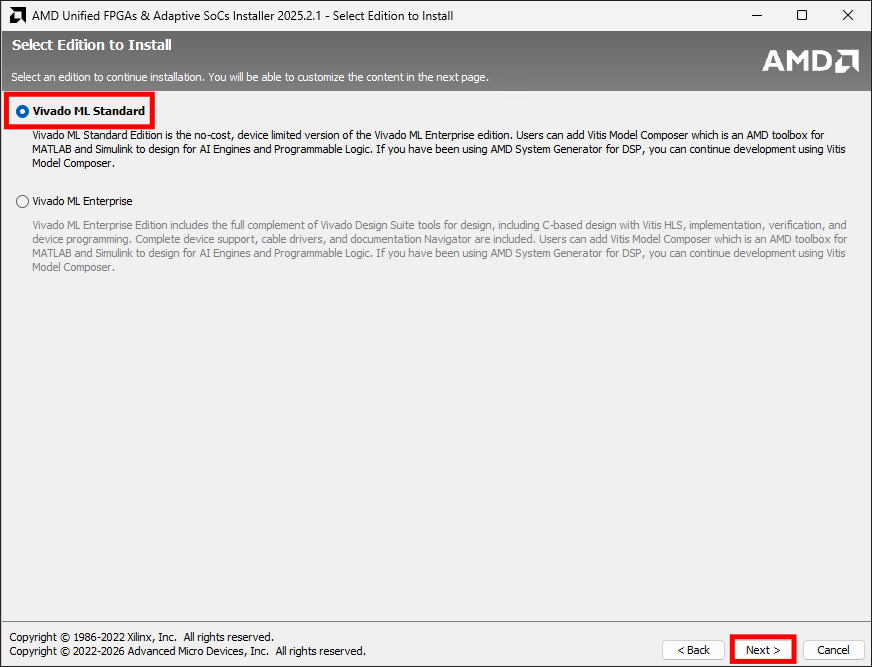 AMD Unified FPGAs & Adaptive SoCs Installer 2025.2.1 - Select Edition to Install
Select Edition to Install
Select an edition to continue installation. You will be able to customize the content in the next page.
AMD
Vivado ML Standard
Vivado ML Standard Edition is the no-cost, device limited version of the Vivado ML Enterprise edition. Users can add Vitis Model Composer which is an AMD toolbox for
MATLAB and Simulink to design for AI Engines and Programmable Logic. If you have been using AMD System Generator for DSP, you can continue development using Vitis
Model Composer.
Vivado ML Enterprise
Vivado ML Enterprise Edition includes the full complement of Vivado Design Suite tools for design, including C-based design with Vitis HLS, implementation, verification, and
device programming. Complete device support, cable drivers, and documentation Navigator are included. Users can add Vitis Model Composer which is an AMD toolbox for
MATLAB and Simulink to design for AI Engines and Programmable Logic. If you have been using AMD System Generator for DSP, you can continue development using Vitis
Model Composer.
Copyright © 1986-2022 Xilinx, Inc.  All rights reserved.
Copyright © 2022-2026 Advanced Micro Devices, Inc.  All rights reserved.
< Back
Next >
Cancel